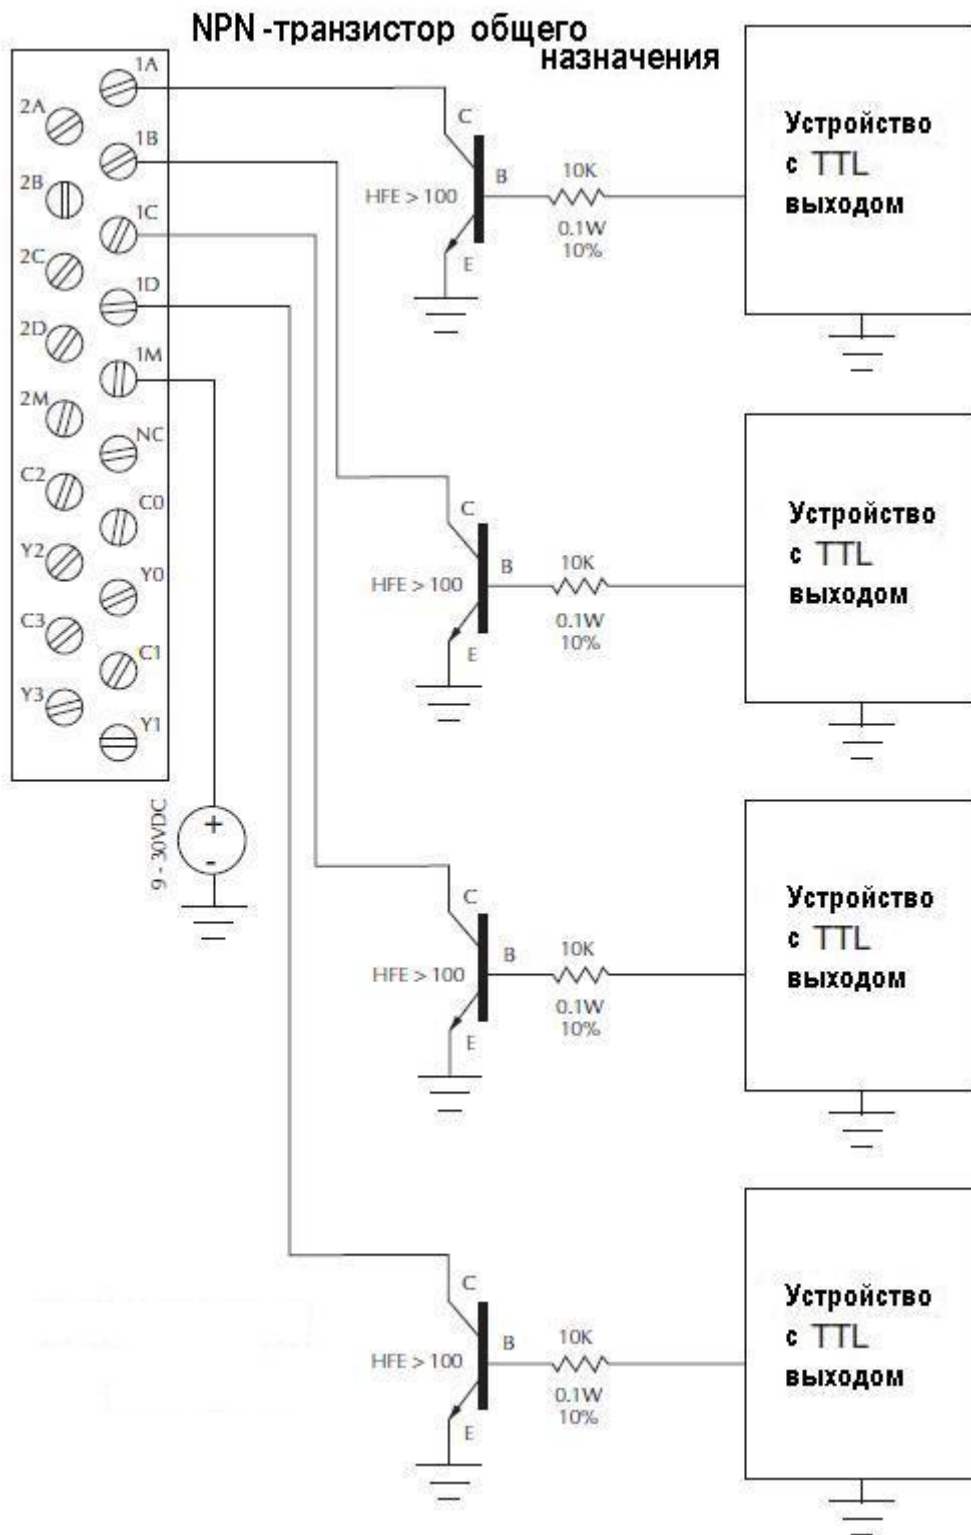 NPN -транзистор общего
назначения
1A
2A
1B
2B
1C
2C
1D
2D
1M
2M
NC
C2
C0
Y2
Y0
C3
C1
Y3
Y1
9 - 30VDC
+
-
C
B
E
HFE > 100
10K
0.1W
10%
Устройство
с TTL
выходом
C
B
E
HFE > 100
10K
0.1W
10%
Устройство
с TTL
выходом
C
B
E
HFE > 100
10K
0.1W
10%
Устройство
с TTL
выходом
C
B
E
HFE > 100
10K
0.1W
10%
Устройство
с TTL
выходом